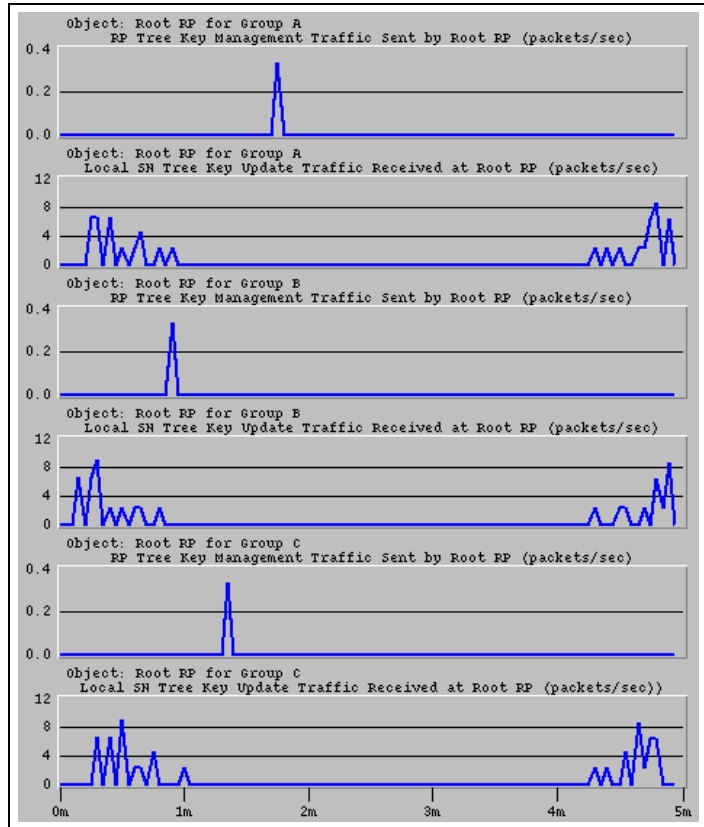 Object: Root RP for Group A
RP Tree Key Management Traffic Sent by Root RP (packets/sec)
0.4
0.2
0.0
Object: Root RP for Group A
Local SN Tree Key Update Traffic Received at Root RP (packets/sec)
12
8
4
0
Object: Root RP for Group B
RP Tree Key Management Traffic Sent by Root RP (packets/sec)
0.4
0.2
0.0
Object: Root RP for Group B
Local SN Tree Key Update Traffic Received at Root RP (packets/sec)
12
8
4
0
Object: Root RP for Group C
RP Tree Key Management Traffic Sent by Root RP (packets/sec)
0.4
0.2
0.0
Object: Root RP for Group C
Local SN Tree Key Update Traffic Received at Root RP (packets/sec))
12
8
4
0
0m 1m 2m 3m 4m 5m